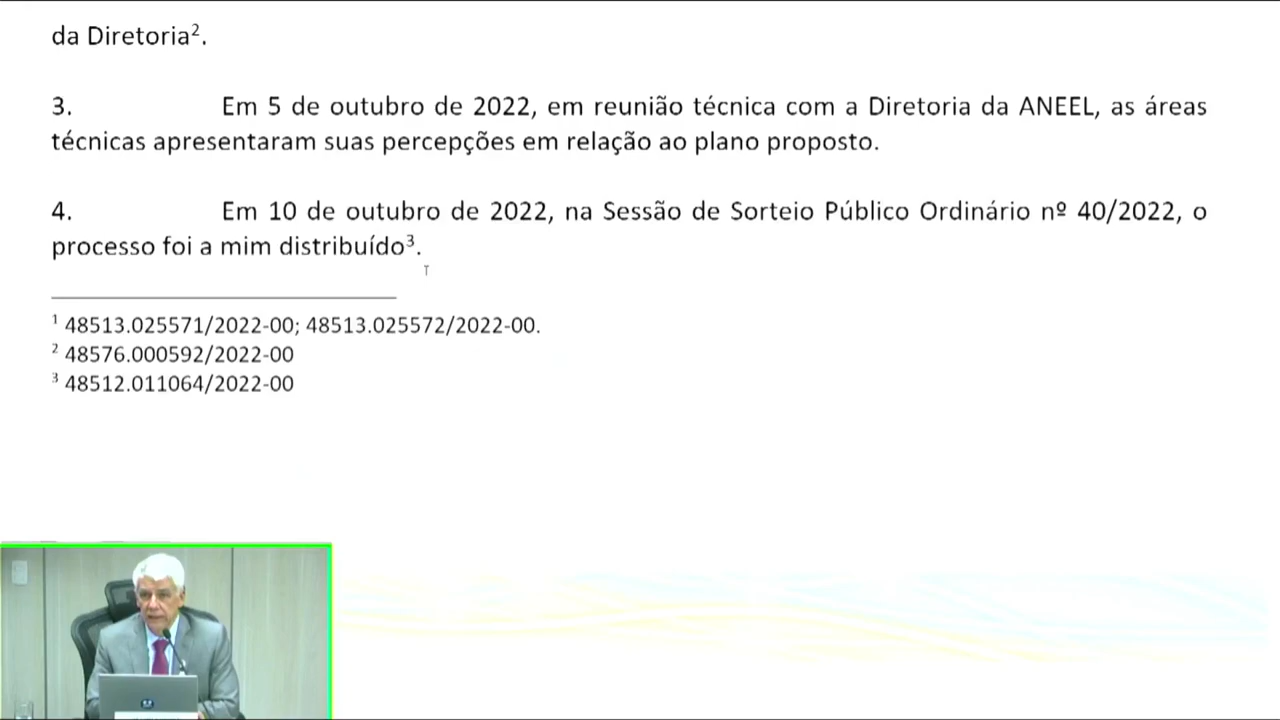 da Diretoria².
3. Em 5 de outubro de 2022, em reunião técnica com a Diretoria da ANEEL, as áreas
técnicas apresentaram suas percepções em relação ao plano proposto.
4. Em 10 de outubro de 2022, na Sessão de Sorteio Público Ordinário nº 40/2022, o
processo foi a mim distribuído³.
¹ 48513.025571/2022-00; 48513.025572/2022-00.
² 48576.000592/2022-00
³ 48512.011064/2022-00